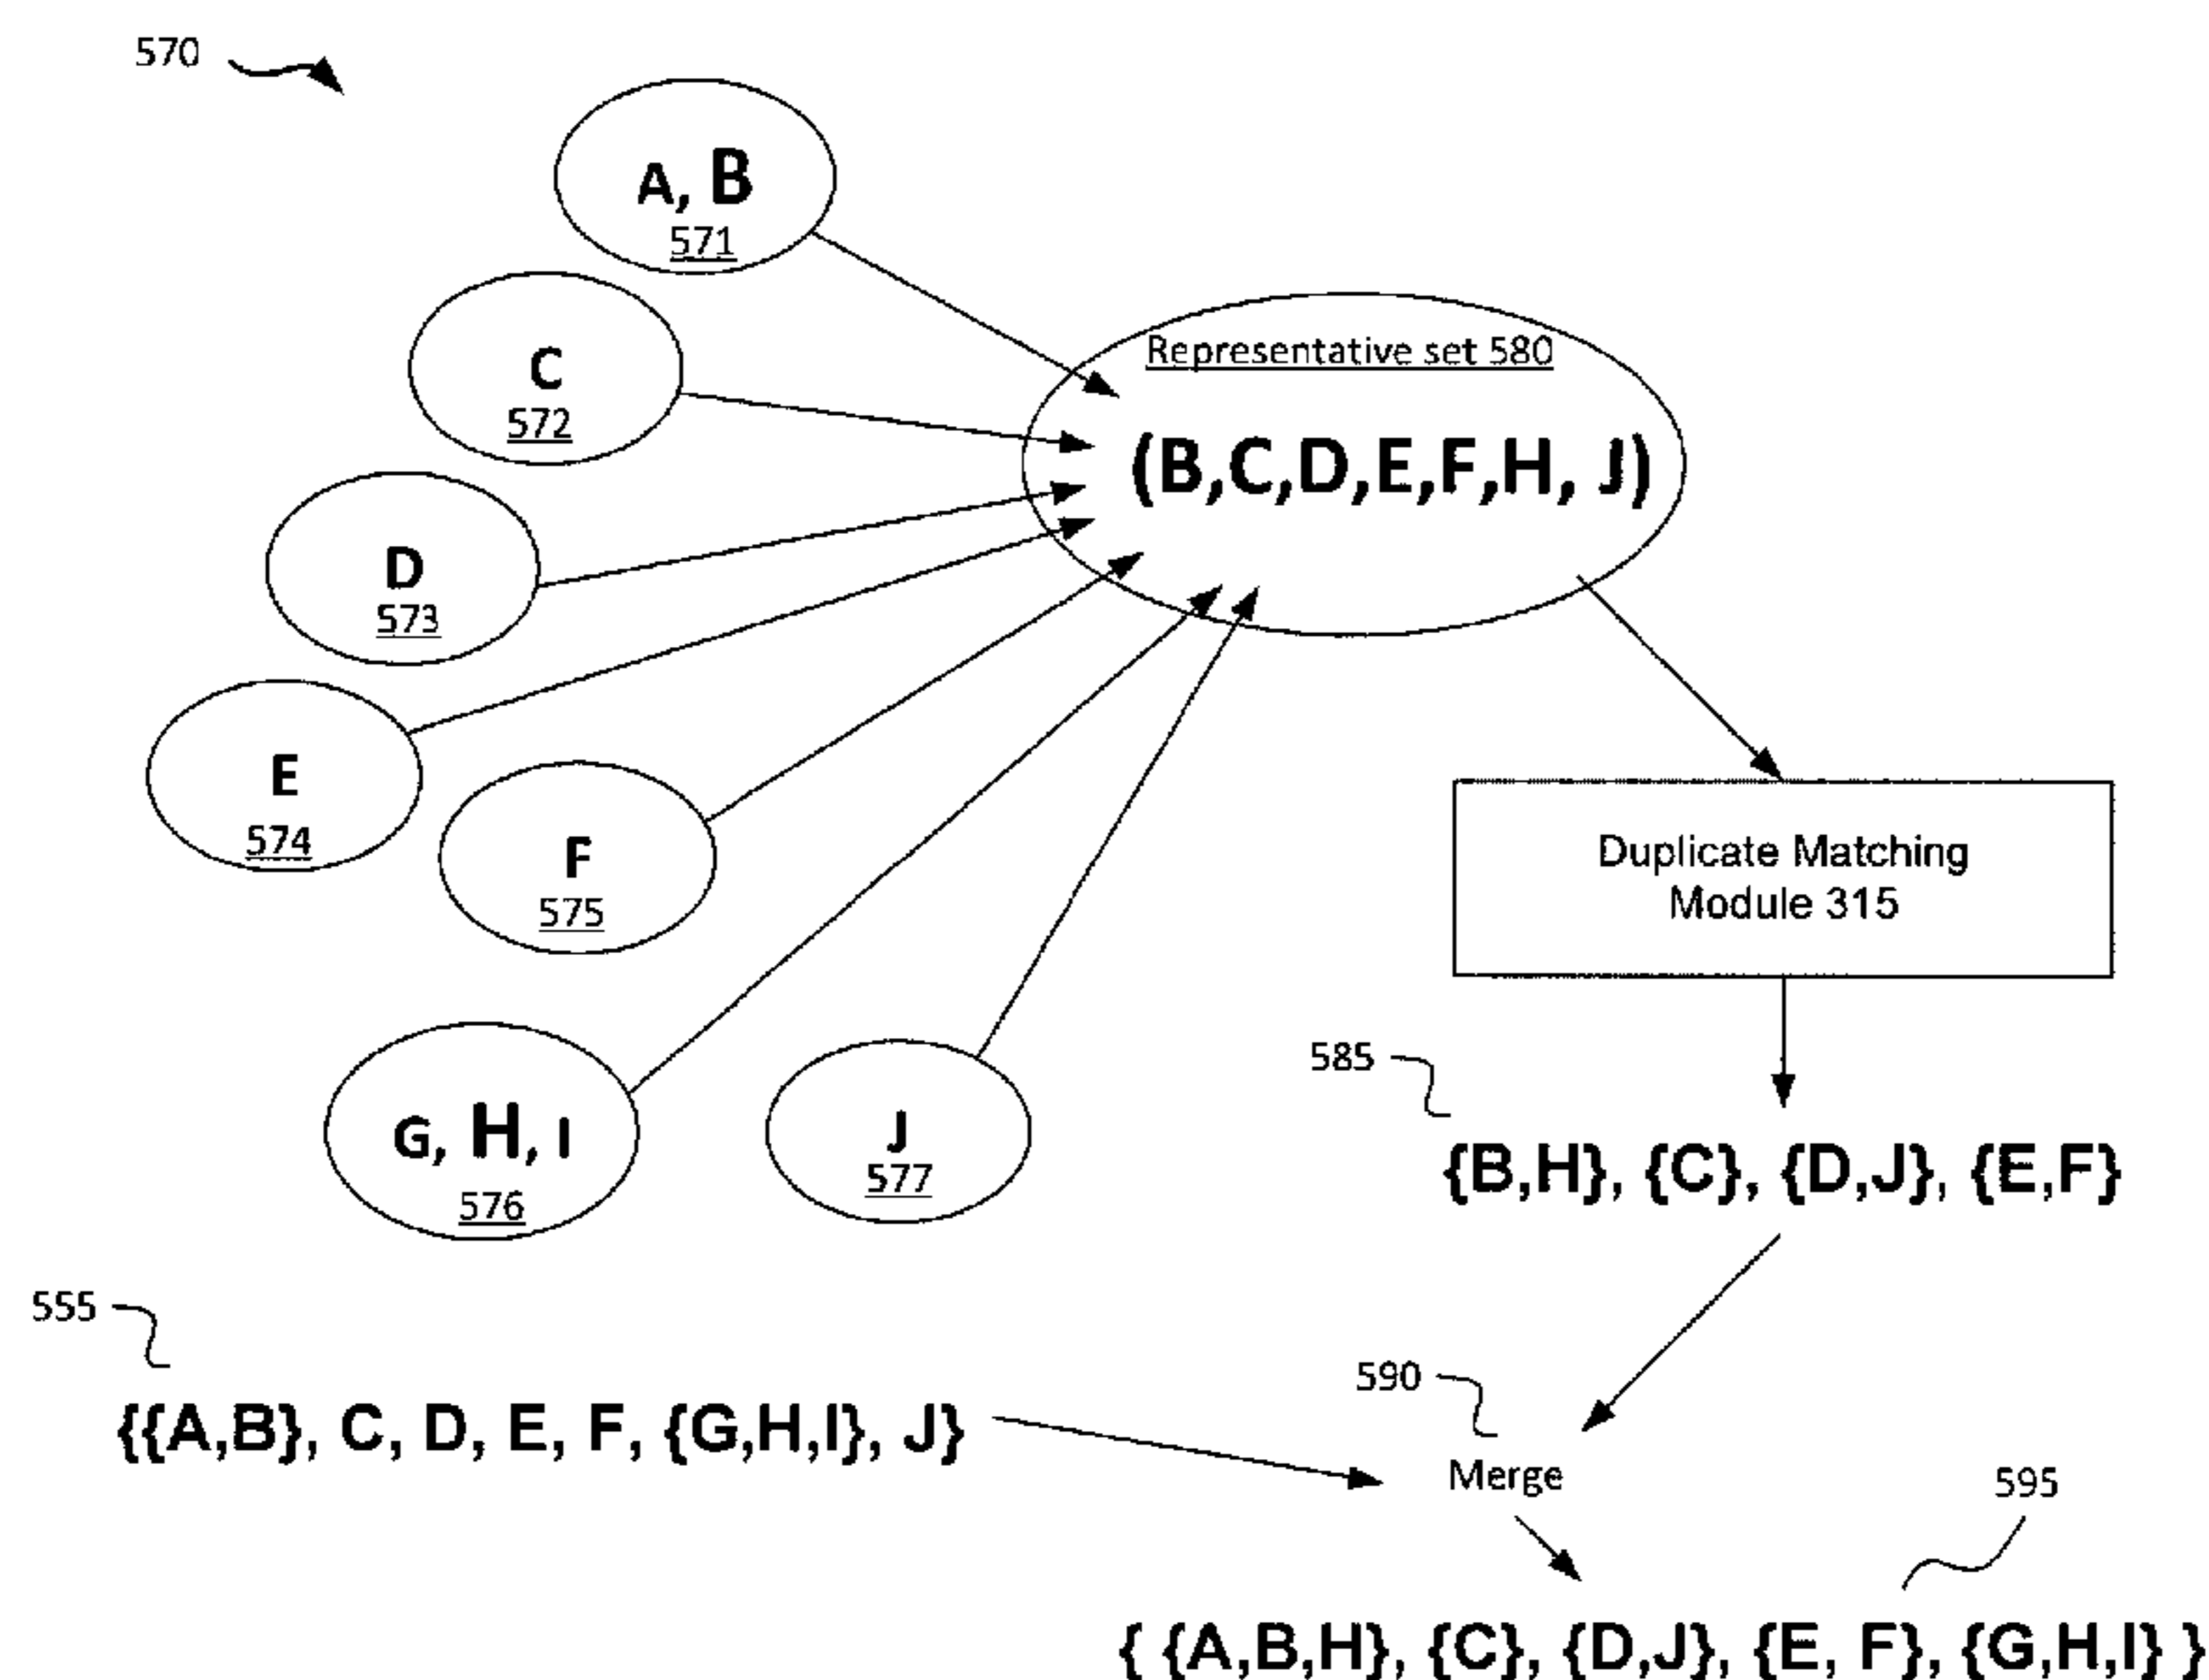 570
A, B
571
C
572
D
573
E
574
F
575
G, H, I
576
J
577
Representative set 580
(B,C,D,E,F,H, J)
Duplicate Matching
Module 315
585
{B,H}, {C}, {D,J}, {E,F}
555
{{A,B}, C, D, E, F, {G,H,I}, J}
590
Merge
595
{ {A,B,H}, {C}, {D,J}, {E, F}, {G,H,I} }